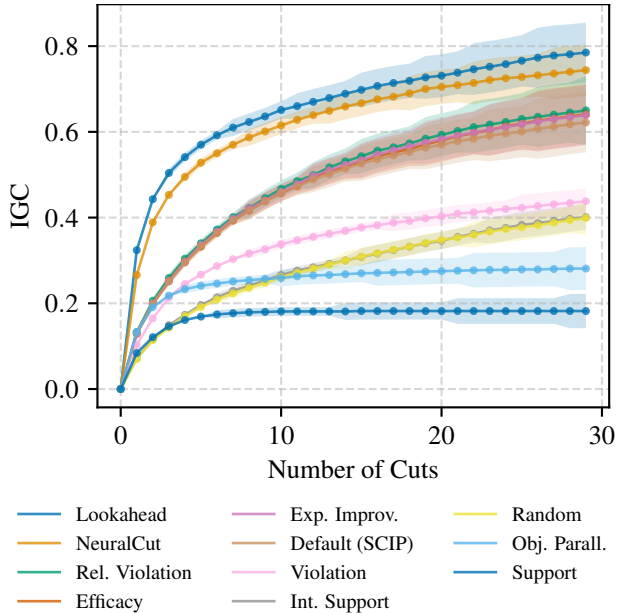 0.8
0.6
0.4
0.2
0.0
IGC
0
10
20
30
Number of Cuts
Lookahead
NeuralCut
Rel. Violation
Efficacy
Exp. Improv.
Default (SCIP)
Violation
Int. Support
Random
Obj. Parall.
Support